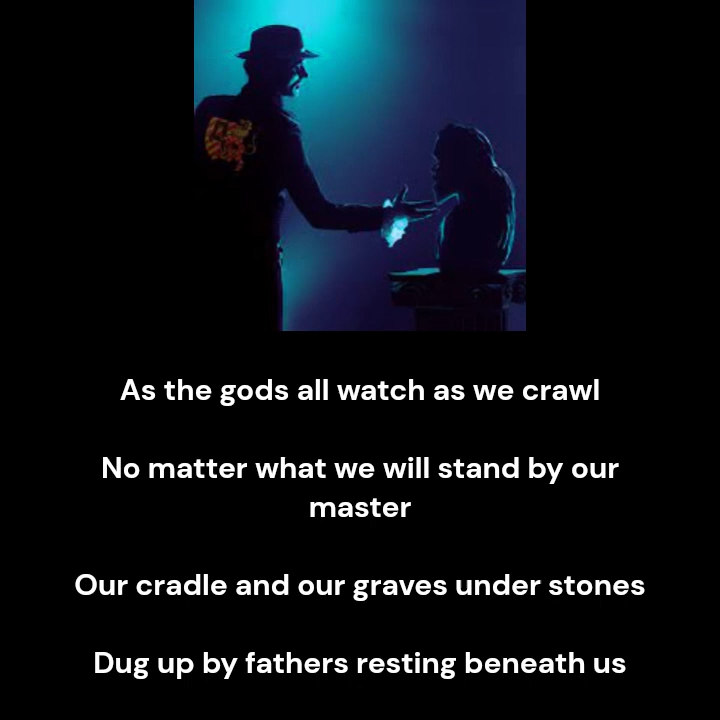 As the gods all watch as we crawl
No matter what we will stand by our
master
Our cradle and our graves under stones
Dug up by fathers resting beneath us